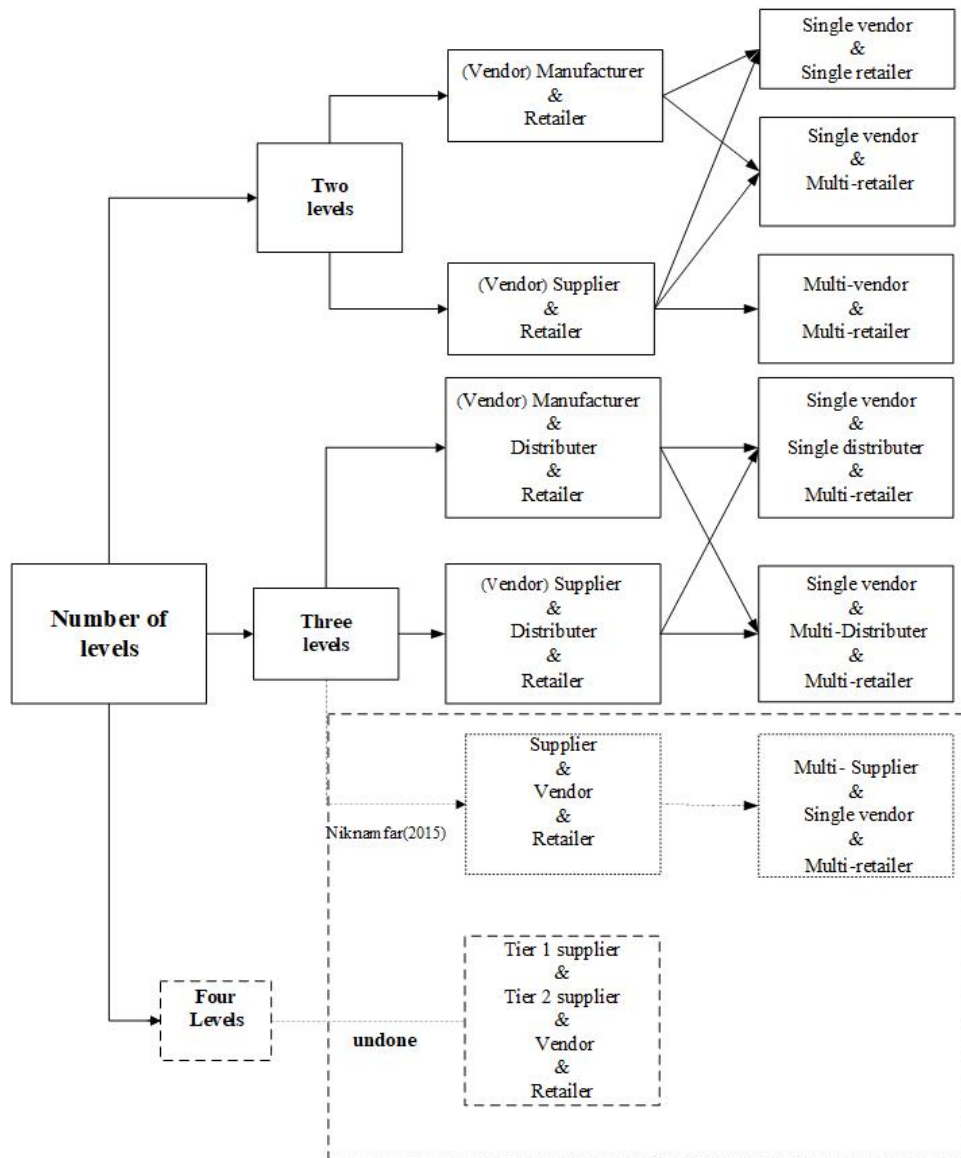 Single vendor
&
Single retailer
(Vendor) Manufacturer
&
Retailer
Single vendor
&
Multi-retailer
Two
levels
(Vendor) Supplier
&
Retailer
Multi-vendor
&
Multi-retailer
(Vendor) Manufacturer
&
Distributer
&
Retailer
Single vendor
&
Single distributer
&
Multi-retailer
Number of
levels
Three
levels
(Vendor) Supplier
&
Distributer
&
Retailer
Single vendor
&
Multi-Distributer
&
Multi-retailer
Niknamfar(2015)
Supplier
&
Vendor
&
Retailer
Multi- Supplier
&
Single vendor
&
Multi-retailer
Four
Levels
undone
Tier 1 supplier
&
Tier 2 supplier
&
Vendor
&
Retailer